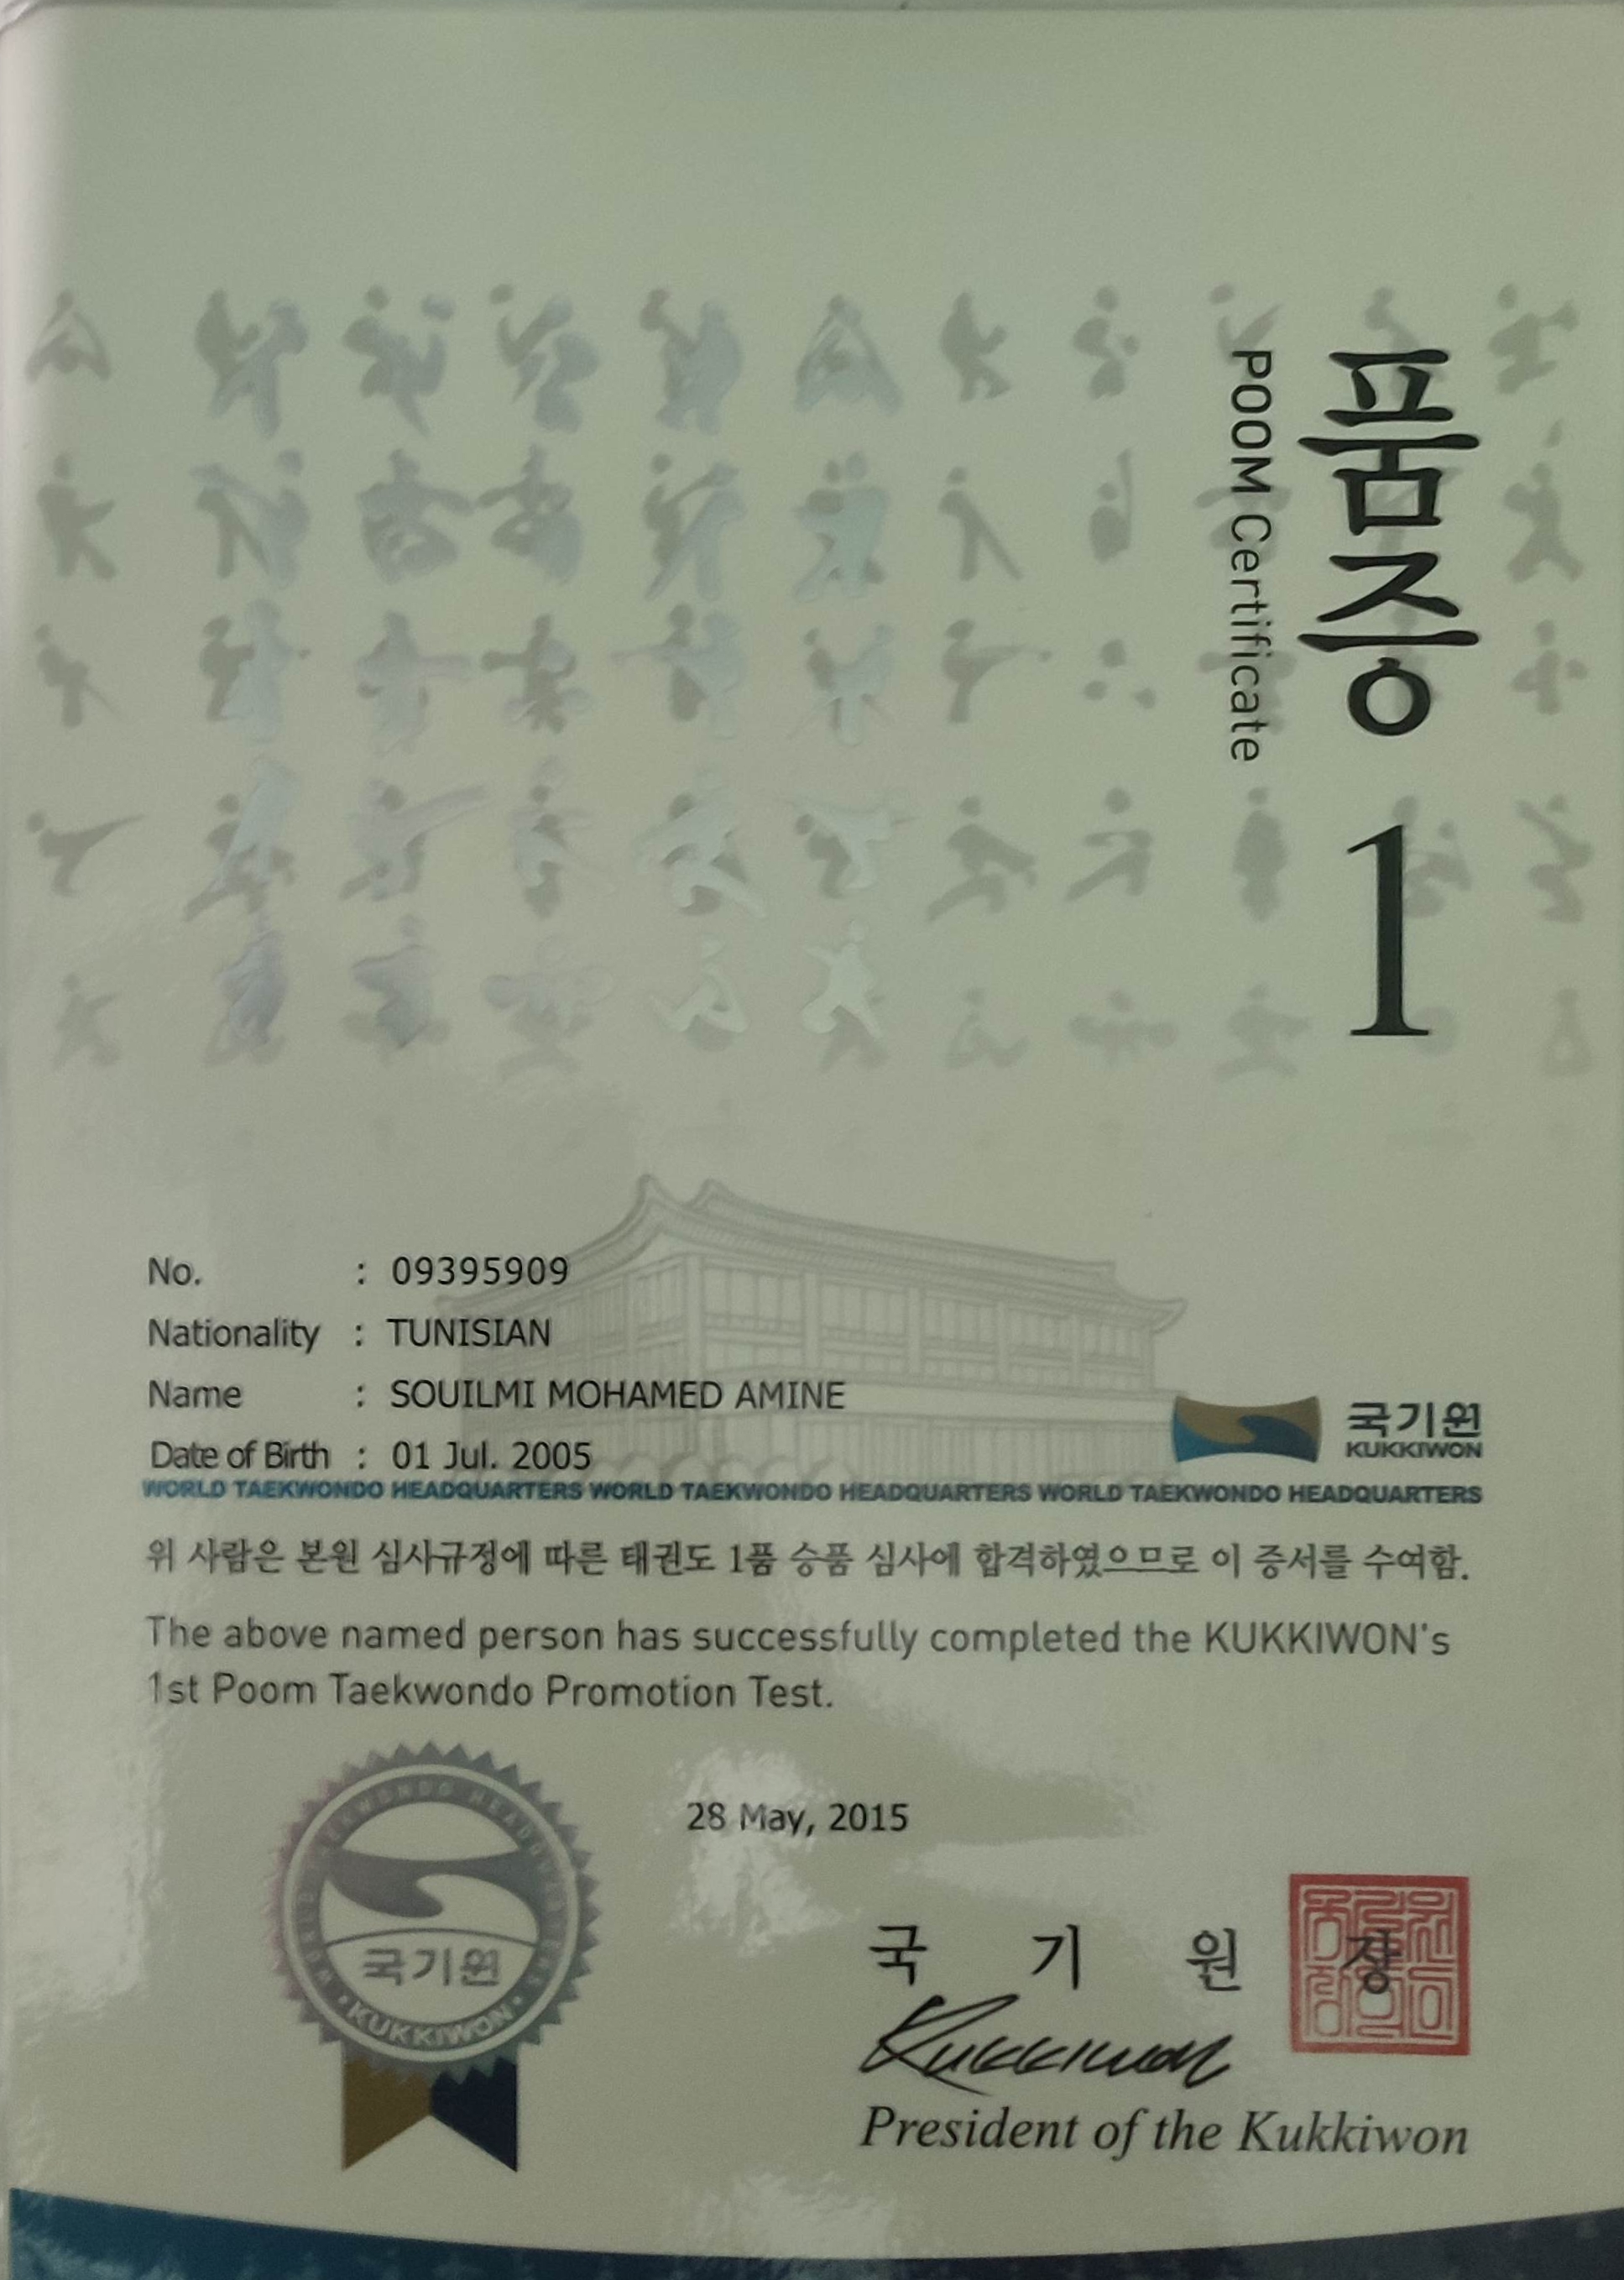 품증 1
POOM Certificate
No. : 09395909
Nationality : TUNISIAN
Name : SOUILMI MOHAMED AMINE
Date of Birth : 01 Jul. 2005
국기원
KUKKIWON
WORLD TAEKWONDO HEADQUARTERS WORLD TAEKWONDO HEADQUARTERS WORLD TAEKWONDO HEADQUARTERS
위 사람은 본원 심사규정에 따른 태권도 1품 승품 심사에 합격하였으므로 이 증서를 수여함.
The above named person has successfully completed the KUKKIWON's
1st Poom Taekwondo Promotion Test.
28 May, 2015
WORLD TAEKWONDO HEADQUARTERS
국기원
KUKKIWON
국 기 원 장
Kukkiwon
President of the Kukkiwon